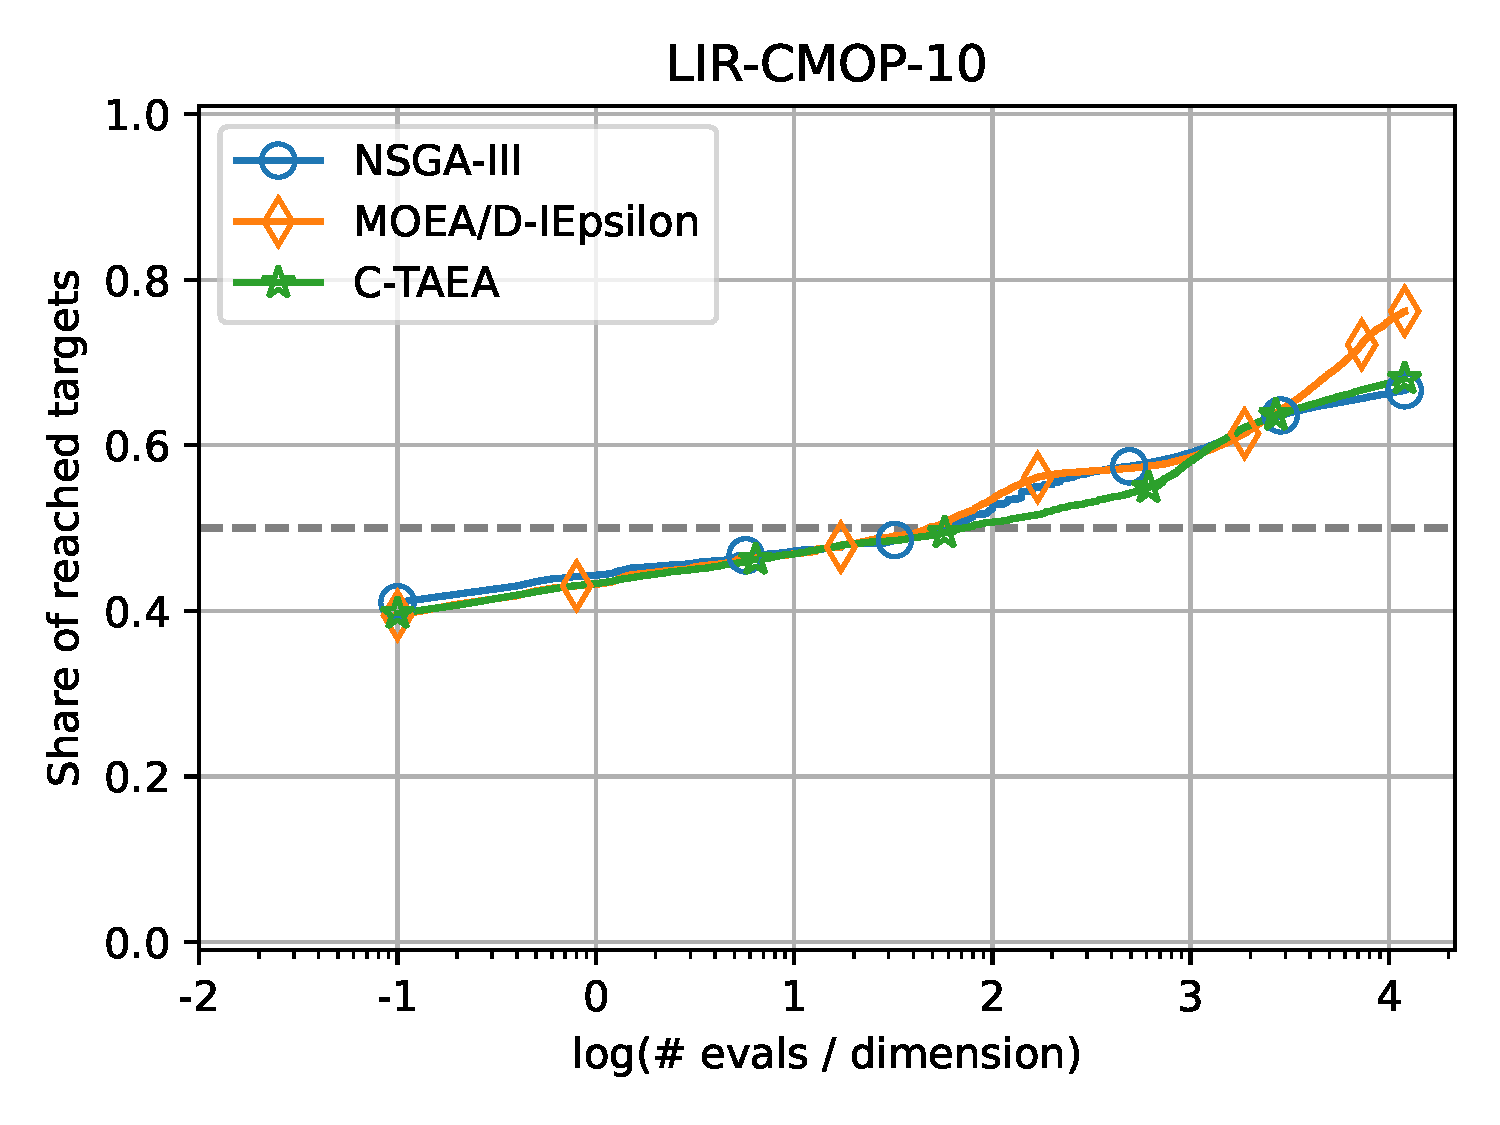 LIR-CMOP-10
NSGA-III
MOEA/D-IEpsilon
C-TAEA
Share of reached targets
1.0
0.8
0.6
0.4
0.2
0.0
-2 -1 0 1 2 3 4
log(# evals / dimension)